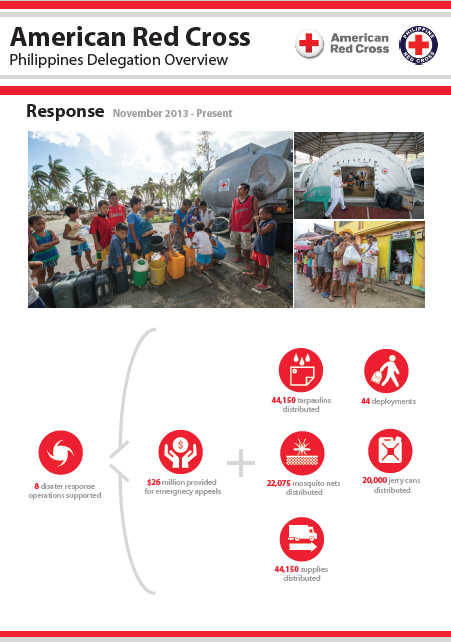 American Red Cross
Philippines Delegation Overview
American
Red Cross
PHILIPPINE
RED CROSS
Response November 2013 - Present
44,150 tarpaulins
distributed
44 deployments
8 disater response
operations supported
$26 million provided
for emergnecy appeals
22,075 mosquito nets
distributed
20,000 jerry cans
distributed
44,150 supplies
distributed